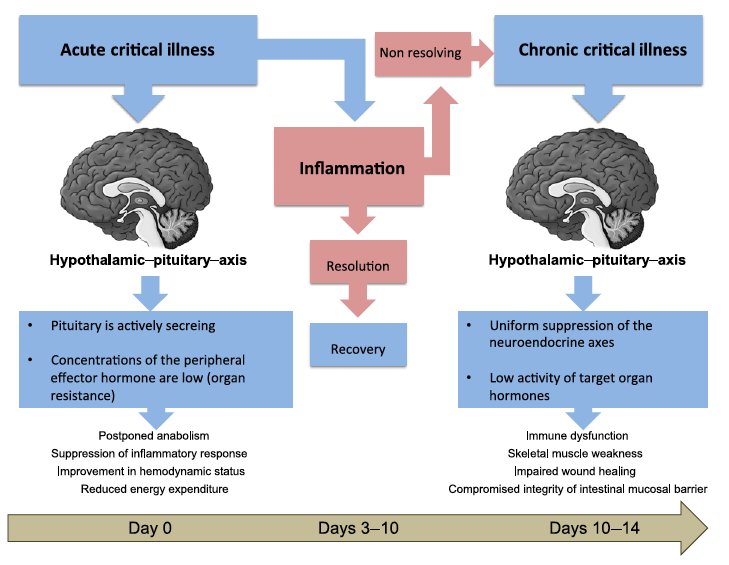 Acute critical illness
Non resolving
Chronic critical illness
Inflammation
Hypothalamic–pituitary–axis
Hypothalamic–pituitary–axis
Resolution
Recovery
• Pituitary is actively secreing
• Concentrations of the peripheral
effector hormone are low (organ
resistance)
• Uniform suppression of the
neuroendocrine axes
• Low activity of target organ
hormones
Postponed anabolism
Suppression of inflammatory response
Improvement in hemodynamic status
Reduced energy expenditure
Immune dysfunction
Skeletal muscle weakness
Impaired wound healing
Compromised integrity of intestinal mucosal barrier
Day 0
Days 3–10
Days 10–14